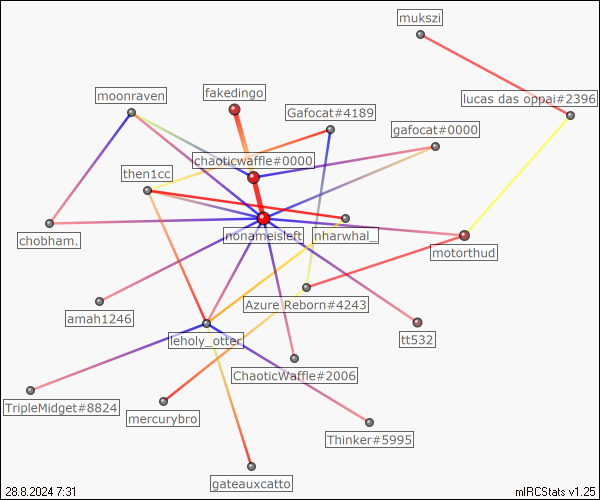 mukszi
fakedingo
moonraven
lucas das oppai#2396
Gafocat#4189
gafocat#0000
chaoticwaffle#0000
then1cc
nonameisleft
nharwhal_
chobham.
motorthud
Azure Reborn#4243
amah1246
leholy_otter
tt532
ChaoticWaffle#2006
TripleMidget#8824
mercurybro
Thinker#5995
gateauxcatto
28.8.2024 7:31
mIRCStats v1.25